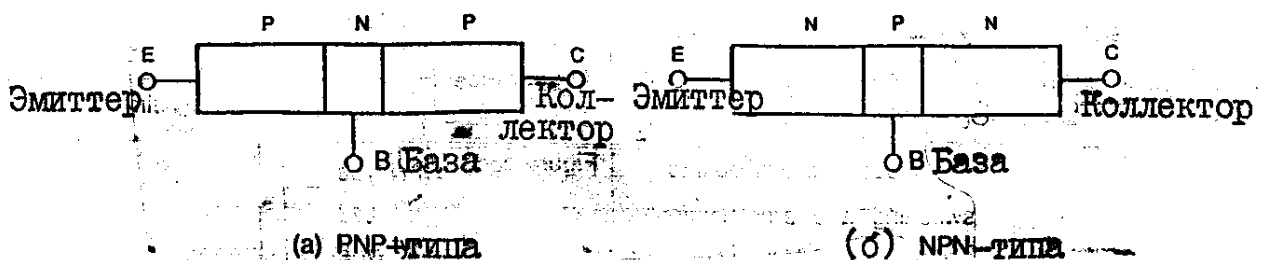 P N P
E
C
Эмиттер
Кол-
лектор
B База
(а) PNP-типа
N P N
E
C
Эмиттер
Коллектор
B База
(б) NPN-типа